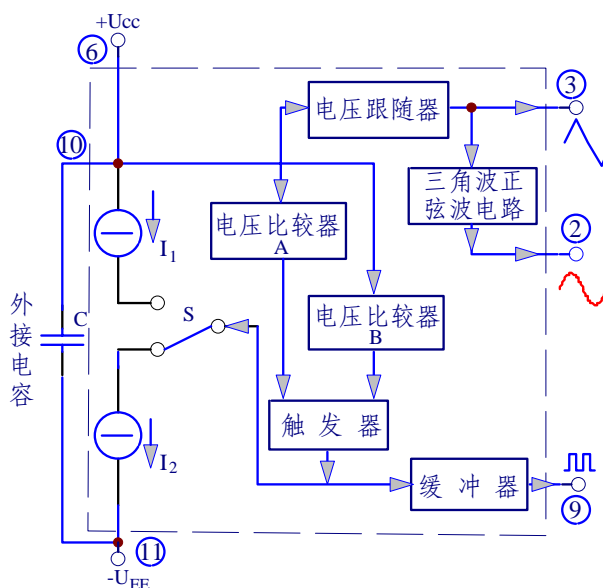 +Ucc
⑥
③
电压跟随器
⑩
三角波正
弦波电路
②
电压比较器
A
I₁
外接电容
C
S
电压比较器
B
触发器
I₂
缓冲器
⑨
⑪
-U_EE